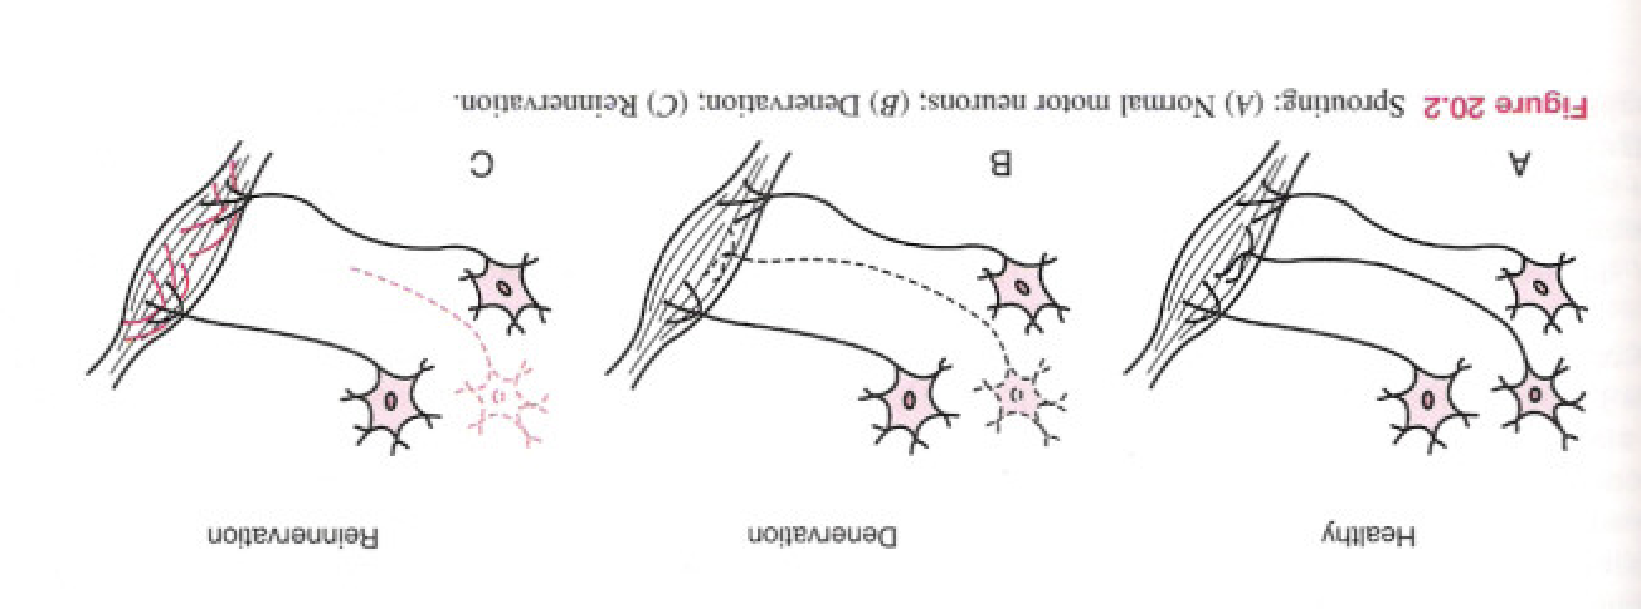 Healthy
Denervation
Reinnervation
A
B
C
Figure 20.2 Sprouting: (A) Normal motor neurons; (B) Denervation; (C) Reinnervation.